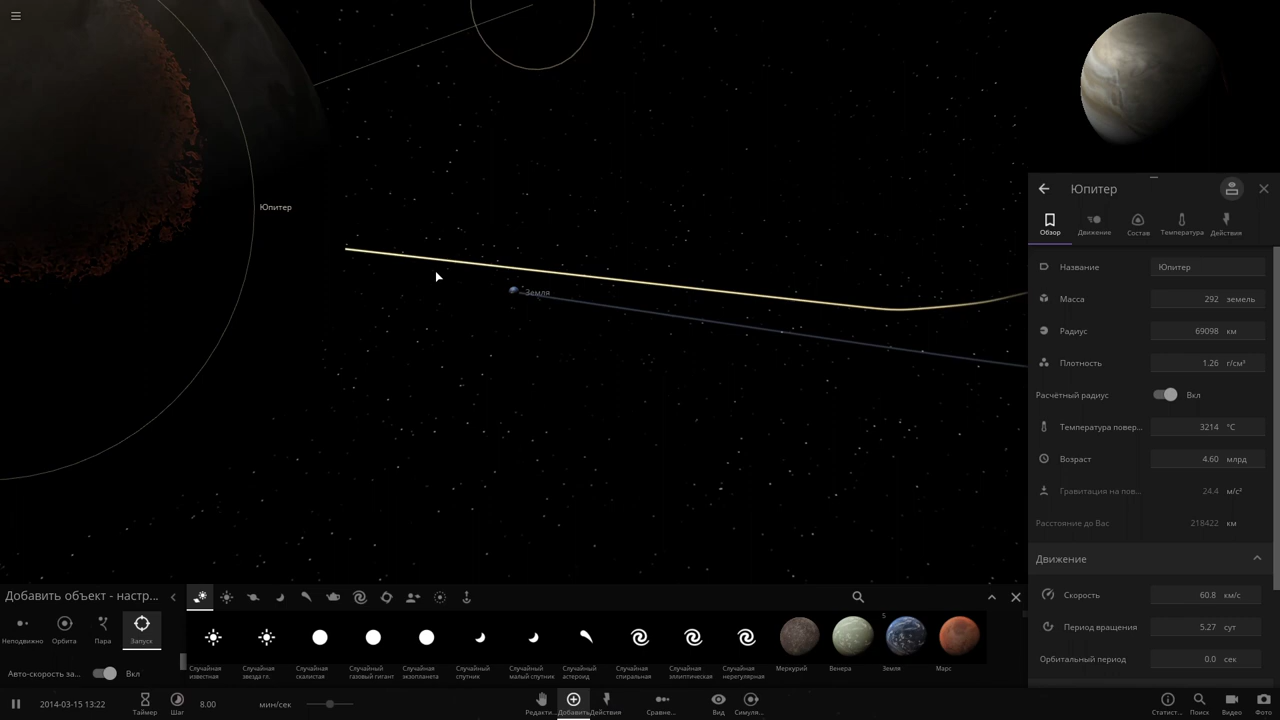 Юпитер
Земля
Юпитер
Обзор
Движение
Состав
Температура
Действия
Название
Юпитер
Масса
292 земель
Радиус
69098 км
Плотность
1.26 г/см³
Расчётный радиус
Вкл
Температура повер...
3214 °C
Возраст
4.60 млрд
Гравитация на пов...
24.4 м/с²
Расстояние до Вас
218422 км
Движение
Скорость
60.8 км/с
Период вращения
5.27 сут
Орбитальный период
0.0 сек
Добавить объект - настр...
Неподвижно
Орбита
Пара
Запуск
Авто-скорость за...
Вкл
Случайная известная
Случайная звезда гл.
Случайная скалистая
Случайный газовый гигант
Случайная экзопланета
Случайный спутник
Случайный малый спутник
Случайный астероид
Случайная спиральная
Случайная эллиптическая
Случайная нерегулярная
Меркурий
Венера
5
Земля
Марс
2014-03-15 13:22
Таймер
Шаг
8.00
мин/сек
Редакти...
Добавить
Действия
Сравне...
Вид
Симуля...
Статист...
Поиск
Видео
Фото